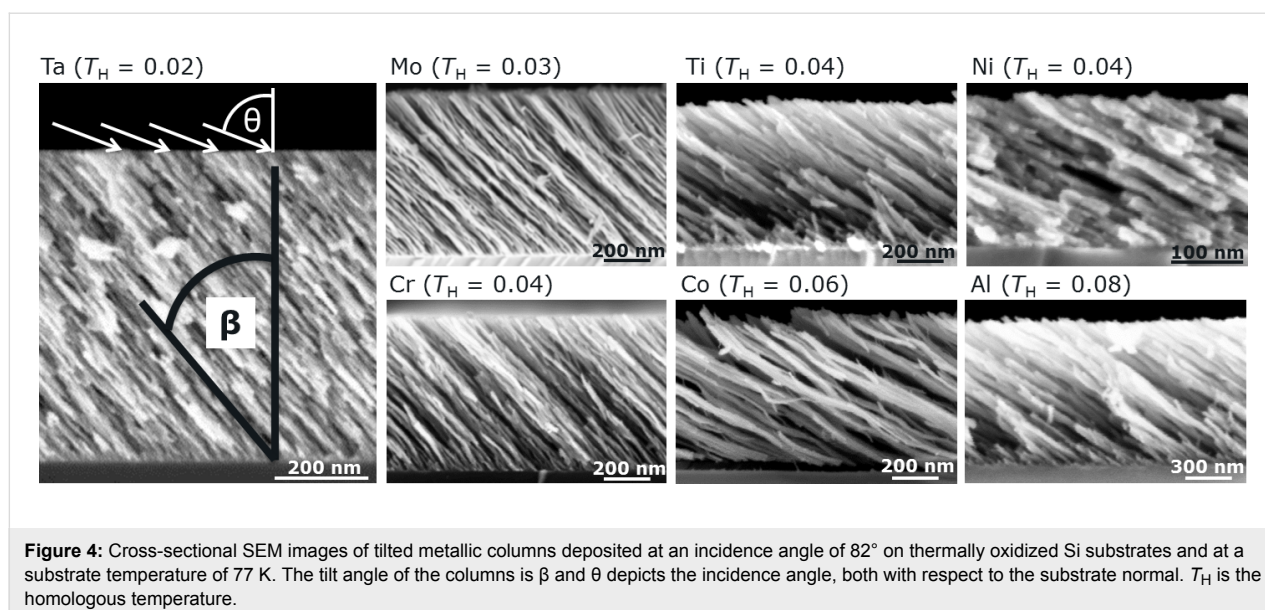 Ta (TH = 0.02)
Mo (TH = 0.03)
Ti (TH = 0.04)
Ni (TH = 0.04)
θ
200 nm
200 nm
100 nm
Cr (TH = 0.04)
Co (TH = 0.06)
Al (TH = 0.08)
β
200 nm
200 nm
200 nm
300 nm
Figure 4: Cross-sectional SEM images of tilted metallic columns deposited at an incidence angle of 82° on thermally oxidized Si substrates and at a
substrate temperature of 77 K. The tilt angle of the columns is β and θ depicts the incidence angle, both with respect to the substrate normal. TH is the
homologous temperature.